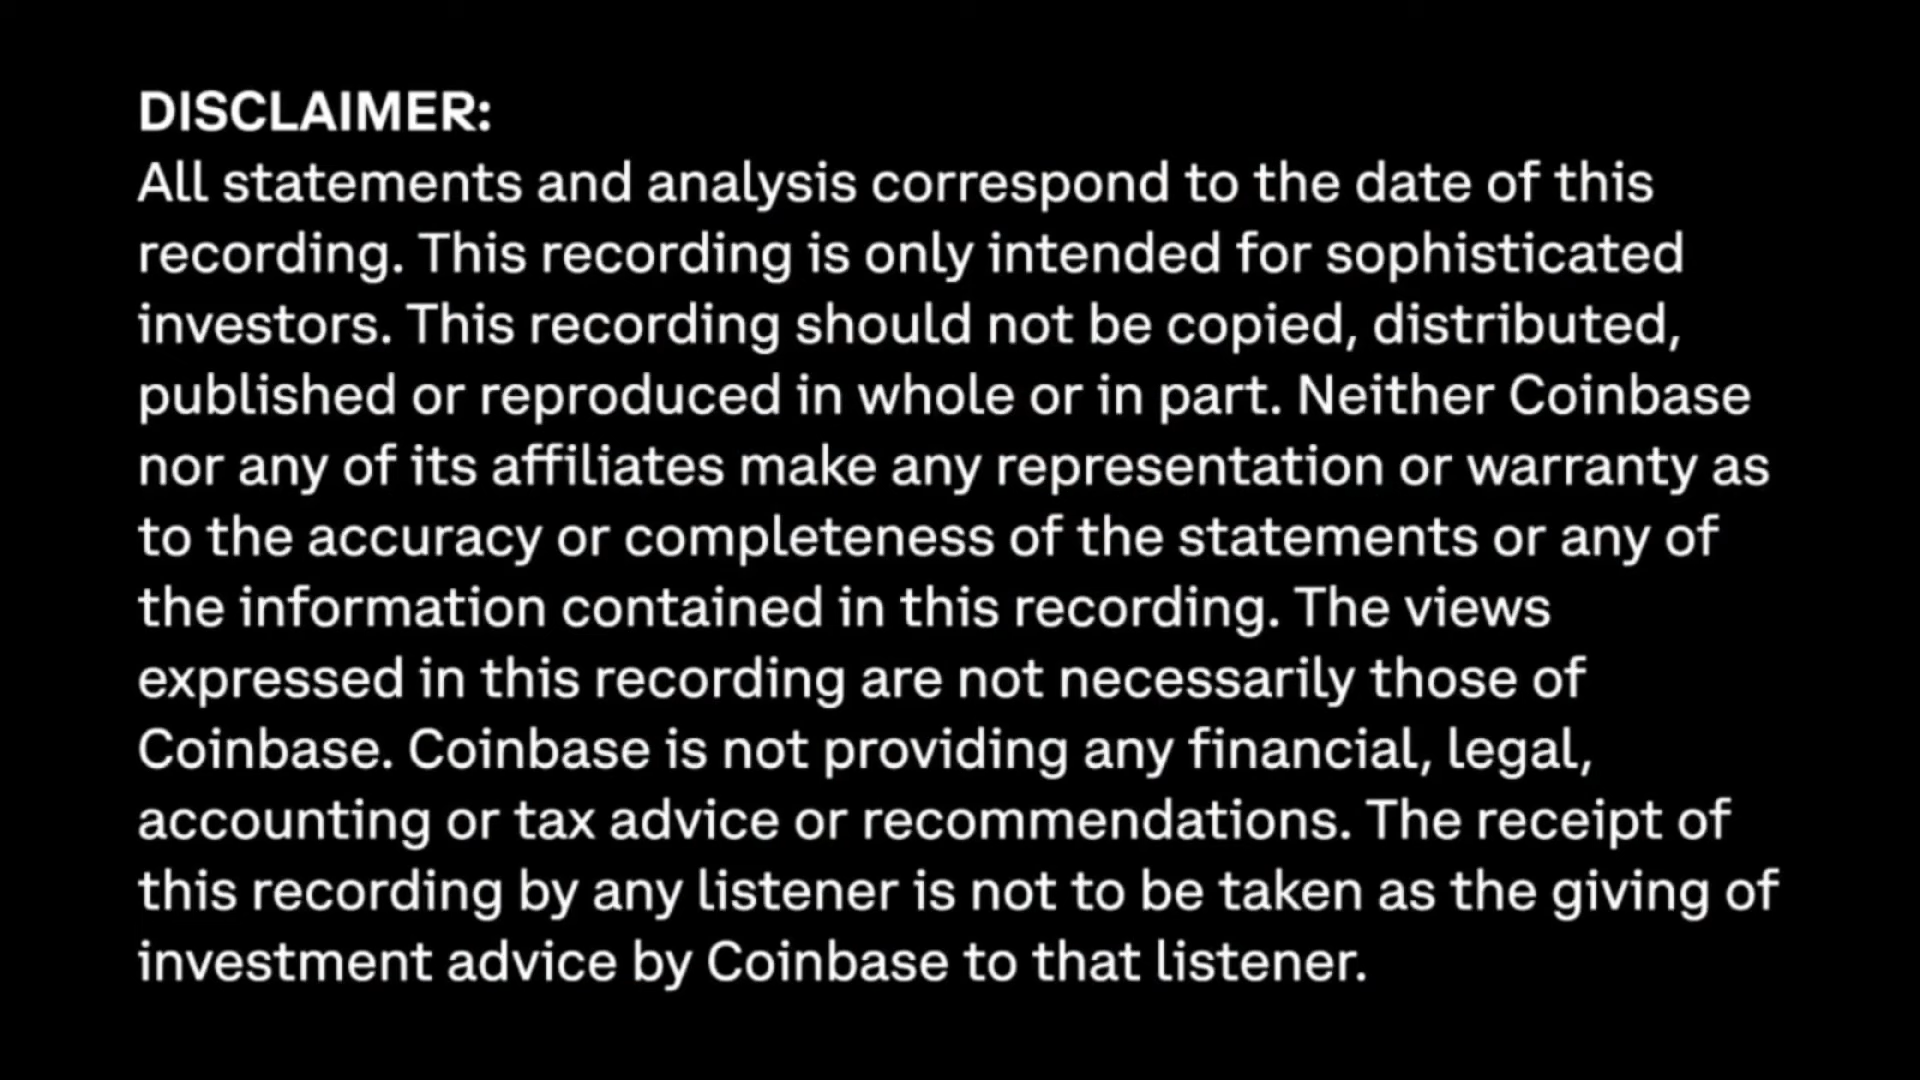 DISCLAIMER:
All statements and analysis correspond to the date of this
recording. This recording is only intended for sophisticated
investors. This recording should not be copied, distributed,
published or reproduced in whole or in part. Neither Coinbase
nor any of its affiliates make any representation or warranty as
to the accuracy or completeness of the statements or any of
the information contained in this recording. The views
expressed in this recording are not necessarily those of
Coinbase. Coinbase is not providing any financial, legal,
accounting or tax advice or recommendations. The receipt of
this recording by any listener is not to be taken as the giving of
investment advice by Coinbase to that listener.